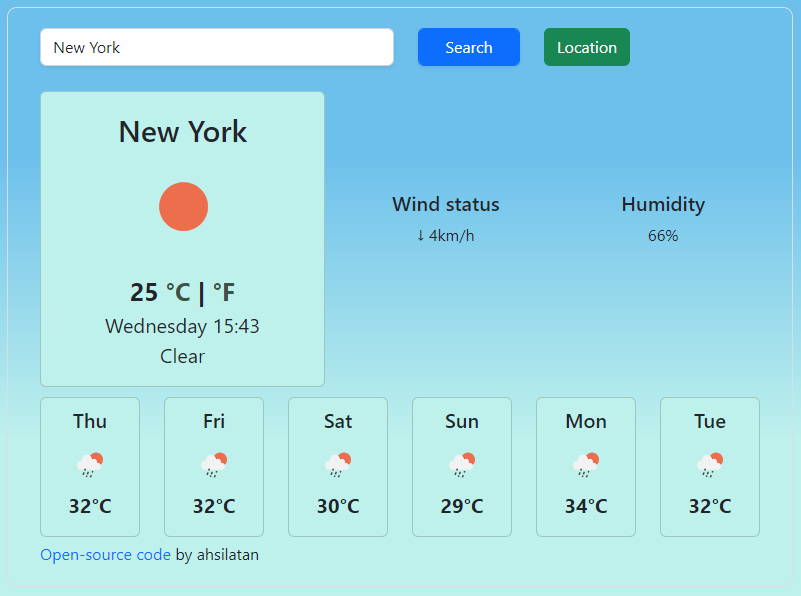 New York
Search
Location
New York
25 °C | °F
Wednesday 15:43
Clear
Wind status
↓ 4km/h
Humidity
66%
Thu
32°C
Fri
32°C
Sat
30°C
Sun
29°C
Mon
34°C
Tue
32°C
Open-source code by ahsilatan